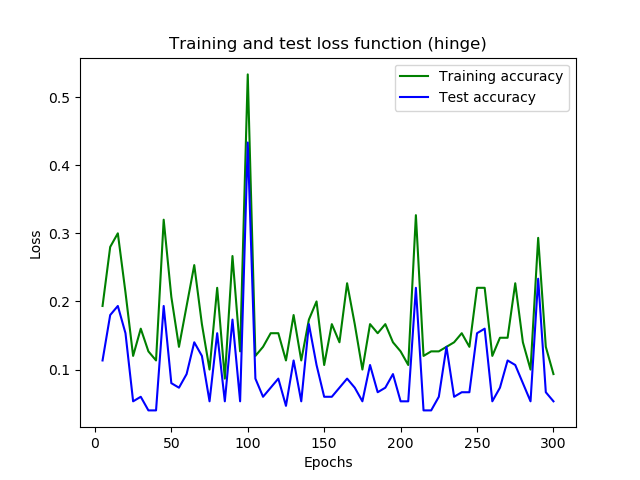 Training and test loss function (hinge)
Training accuracy
Test accuracy
0.5
0.4
0.3
0.2
0.1
Loss
0
50
100
150
200
250
300
Epochs